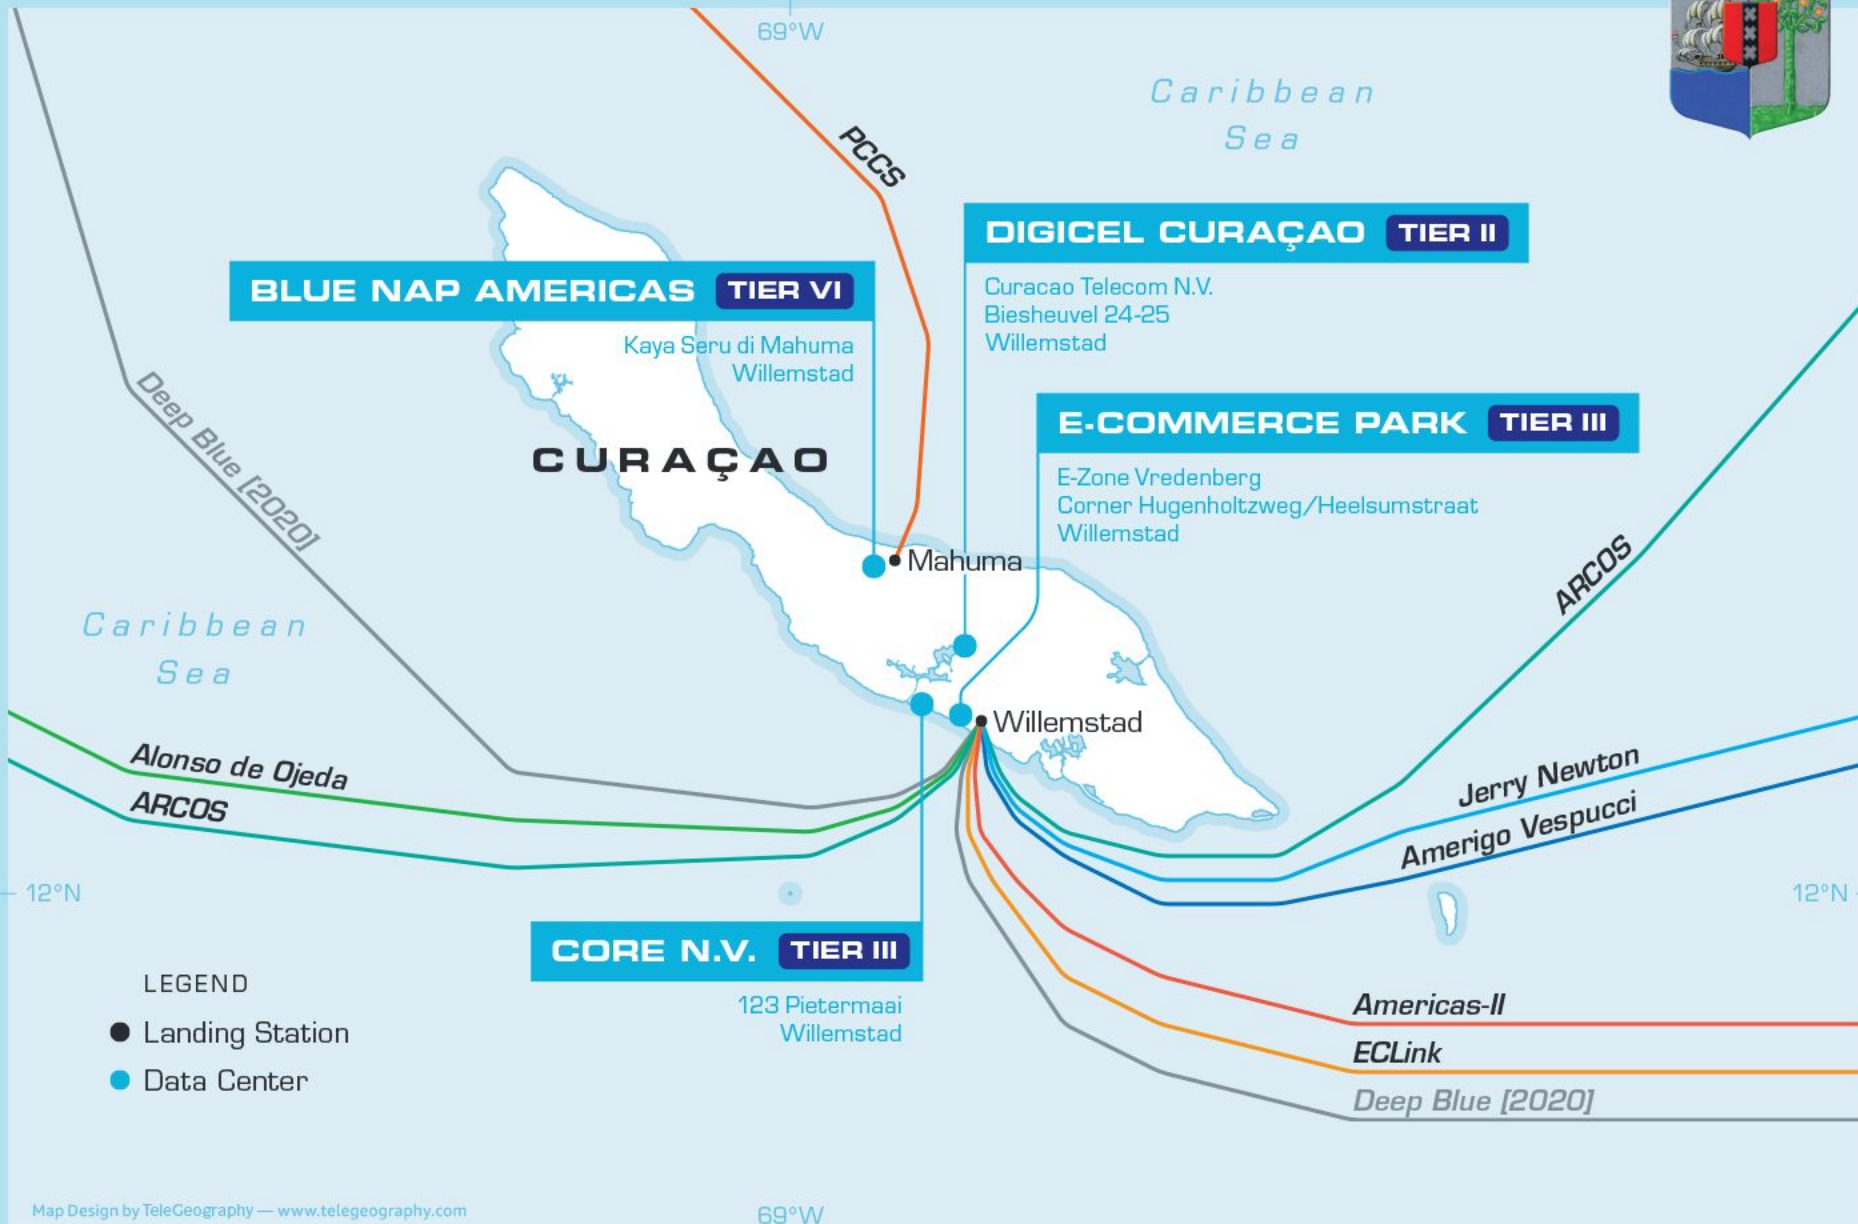 69°W
Caribbean
Sea
PCCS
DIGICEL CURAÇAO TIER II
Curacao Telecom N.V.
Biesheuvel 24-25
Willemstad
BLUE NAP AMERICAS TIER VI
Kaya Seru di Mahuma
Willemstad
E-COMMERCE PARK TIER III
E-Zone Vredenberg
Corner Hugenholtzweg/Heelsumstraat
Willemstad
Deep Blue [2020]
CURAÇAO
Mahuma
ARCOS
Caribbean
Sea
Willemstad
Alonso de Ojeda
ARCOS
Jerry Newton
Amerigo Vespucci
12°N
12°N
CORE N.V. TIER III
123 Pietermaai
Willemstad
LEGEND
Landing Station
Data Center
Americas-II
ECLink
Deep Blue [2020]
Map Design by TeleGeography — www.telegeography.com
69°W